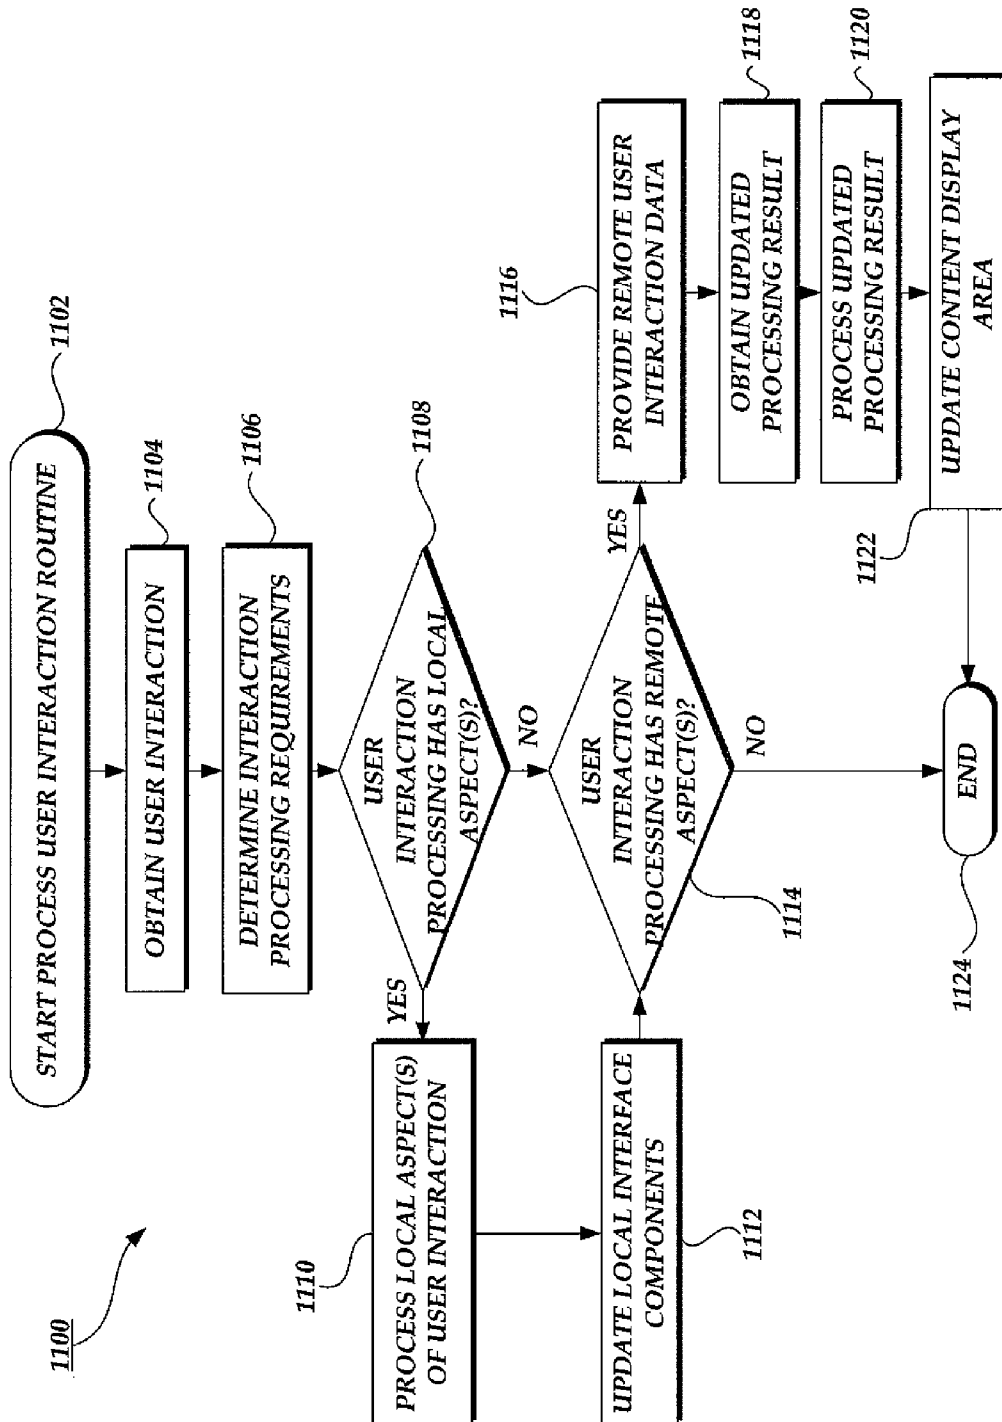 1100
START PROCESS USER INTERACTION ROUTINE
1102
OBTAIN USER INTERACTION
1104
DETERMINE INTERACTION
PROCESSING REQUIREMENTS
1106
USER
INTERACTION
PROCESSING HAS LOCAL
ASPECT(S)?
1108
YES
NO
1110
PROCESS LOCAL ASPECT(S)
OF USER INTERACTION
UPDATE LOCAL INTERFACE
COMPONENTS
1112
USER
INTERACTION
PROCESSING HAS REMOTE
ASPECT(S)?
1114
YES
NO
1116
PROVIDE REMOTE USER
INTERACTION DATA
OBTAIN UPDATED
PROCESSING RESULT
1118
PROCESS UPDATED
PROCESSING RESULT
1120
UPDATE CONTENT DISPLAY
AREA
1122
END
1124